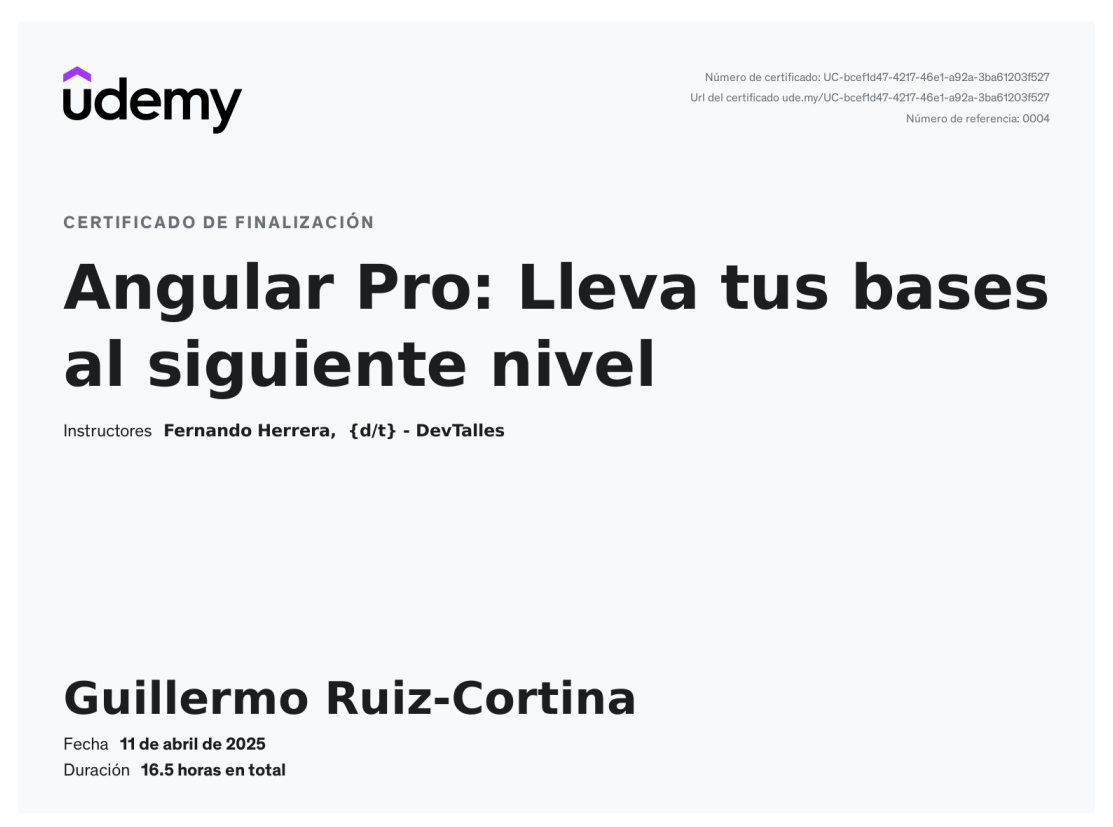 udemy
Número de certificado: UC-bcef1d47-4217-46e1-a92a-3ba61203f527
Url del certificado ude.my/UC-bcef1d47-4217-46e1-a92a-3ba61203f527
Número de referencia: 0004
CERTIFICADO DE FINALIZACIÓN
Angular Pro: Lleva tus bases
al siguiente nivel
Instructores Fernando Herrera, {d/t} - DevTalles
Guillermo Ruiz-Cortina
Fecha 11 de abril de 2025
Duración 16.5 horas en total